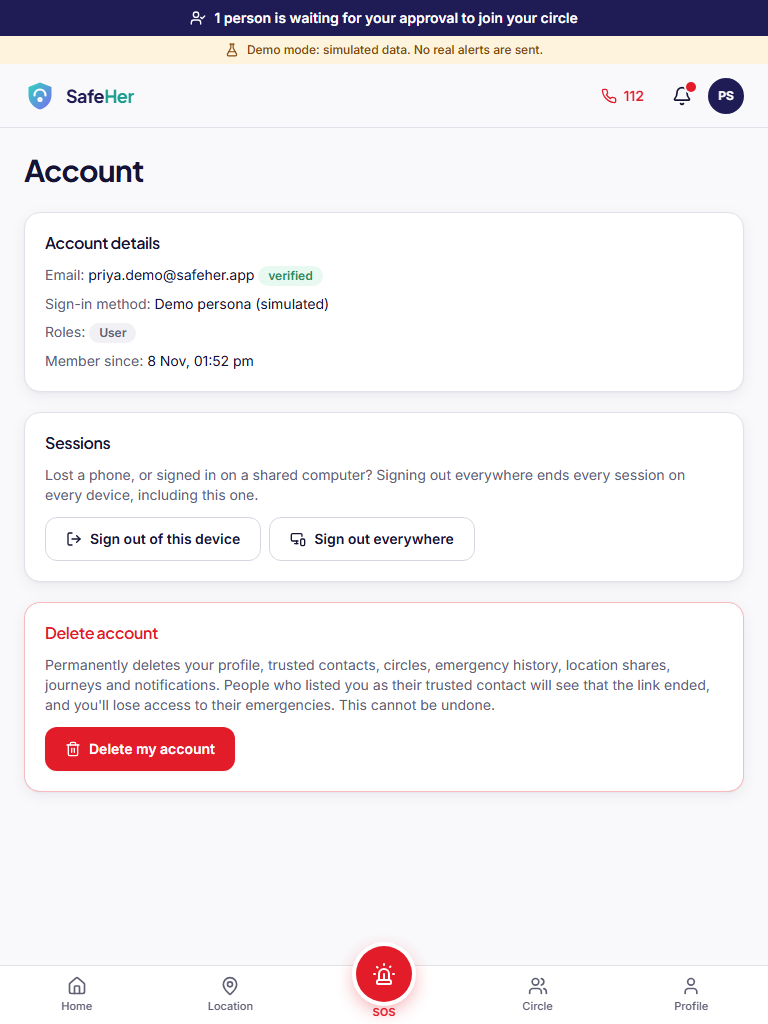 1 person is waiting for your approval to join your circle
Demo mode: simulated data. No real alerts are sent.
SafeHer
112
PS
Account
Account details
Email: priya.demo@safeher.app verified
Sign-in method: Demo persona (simulated)
Roles: User
Member since: 8 Nov, 01:52 pm
Sessions
Lost a phone, or signed in on a shared computer? Signing out everywhere ends every session on
every device, including this one.
Sign out of this device
Sign out everywhere
Delete account
Permanently deletes your profile, trusted contacts, circles, emergency history, location shares,
journeys and notifications. People who listed you as their trusted contact will see that the link ended,
and you'll lose access to their emergencies. This cannot be undone.
Delete my account
Home
Location
SOS
Circle
Profile